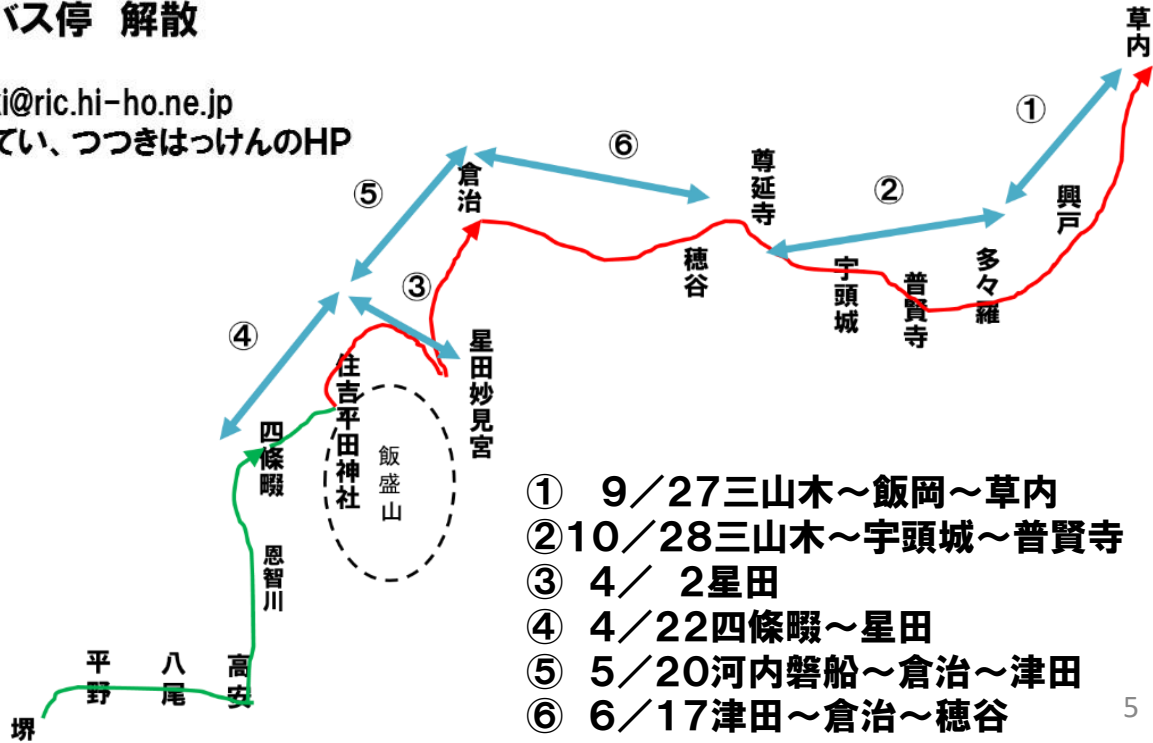 バス停 解散
ki@ric.hi-ho.ne.jp
てい、つつきはっけんのHP
草内
①
⑥
尊延寺
②
興戸
⑤
倉治
穂谷
宇頭城
普賢寺
多々羅
③
④
星田妙見宮
住吉平田神社
飯盛山
四條畷
恩智川
高安
八尾
平野
堺
① 9/27三山木~飯岡~草内
②10/28三山木~宇頭城~普賢寺
③ 4/ 2星田
④ 4/22四條畷~星田
⑤ 5/20河内磐船~倉治~津田
⑥ 6/17津田~倉治~穂谷
5